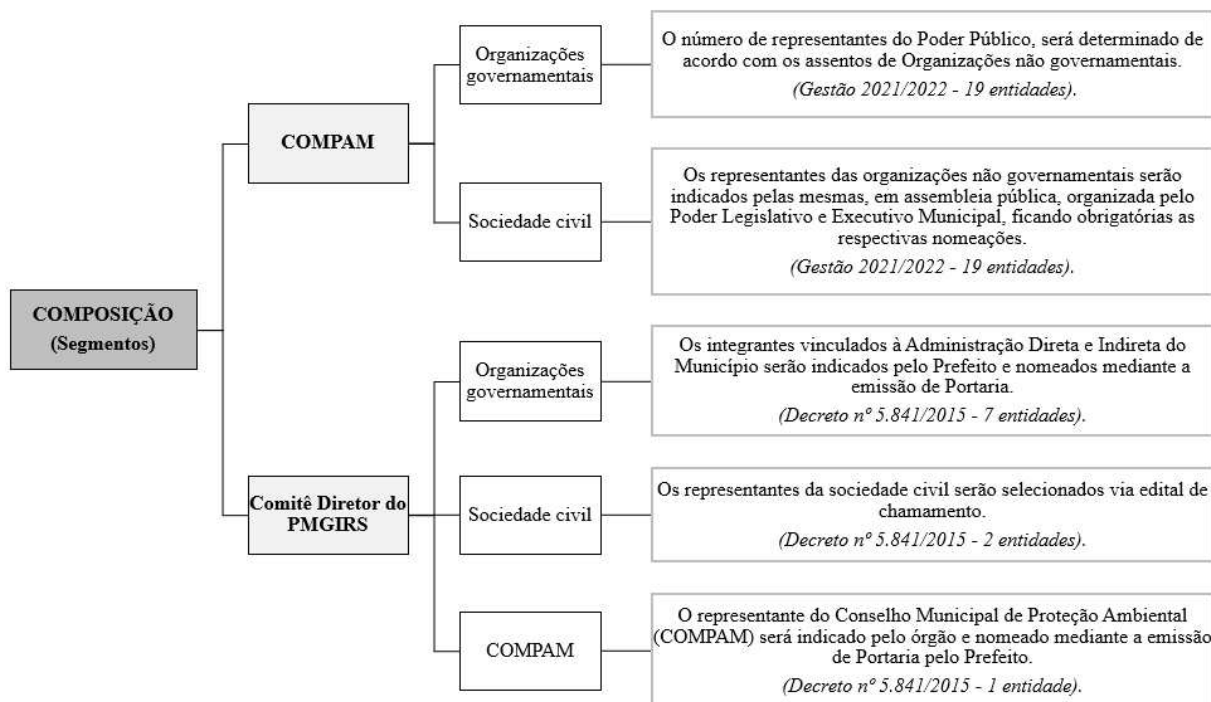 COMPOSIÇÃO
(Segmentos)
COMPAM
Organizações
governamentais
O número de representantes do Poder Público, será determinado de
acordo com os assentos de Organizações não governamentais.
(Gestão 2021/2022 - 19 entidades).
Sociedade civil
Os representantes das organizações não governamentais serão
indicados pelas mesmas, em assembleia pública, organizada pelo
Poder Legislativo e Executivo Municipal, ficando obrigatórias as
respectivas nomeações.
(Gestão 2021/2022 - 19 entidades).
Comitê Diretor do
PMGIRS
Organizações
governamentais
Os integrantes vinculados à Administração Direta e Indireta do
Município serão indicados pelo Prefeito e nomeados mediante a
emissão de Portaria.
(Decreto nº 5.841/2015 - 7 entidades).
Sociedade civil
Os representantes da sociedade civil serão selecionados via edital de
chamamento.
(Decreto nº 5.841/2015 - 2 entidades).
COMPAM
O representante do Conselho Municipal de Proteção Ambiental
(COMPAM) será indicado pelo órgão e nomeado mediante a emissão
de Portaria pelo Prefeito.
(Decreto nº 5.841/2015 - 1 entidade).